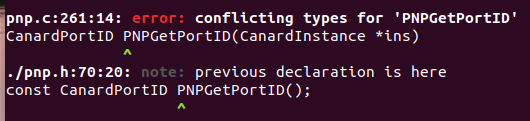 pnp.c:261:14: error: conflicting types for 'PNPGetPortID'
CanardPortID PNPGetPortID(CanardInstance *ins)
^
./pnp.h:70:20: note: previous declaration is here
const CanardPortID PNPGetPortID();
^